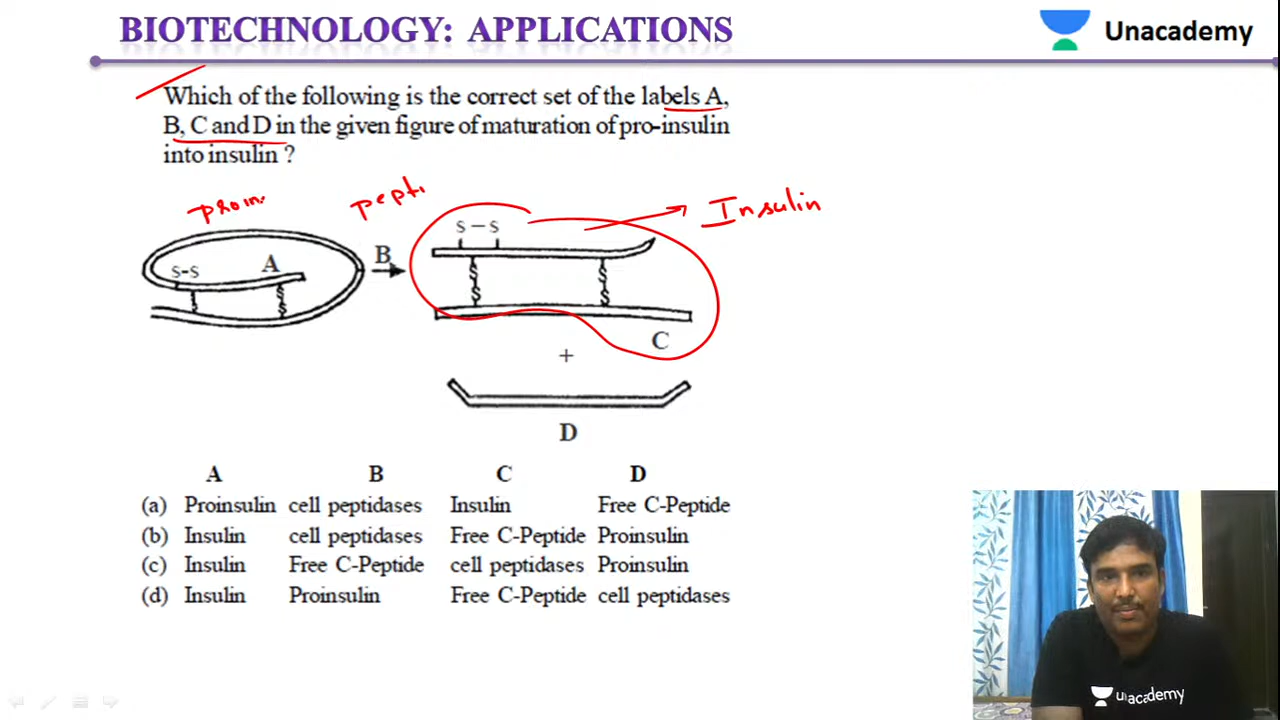 BIOTECHNOLOGY: APPLICATIONS
Unacademy
Which of the following is the correct set of the labels A,
B, C and D in the given figure of maturation of pro-insulin
into insulin ?
proin
pepti
Insulin
S – S
S-S
A
B
C
+
D
A B C D
(a) Proinsulin cell peptidases Insulin Free C-Peptide
(b) Insulin cell peptidases Free C-Peptide Proinsulin
(c) Insulin Free C-Peptide cell peptidases Proinsulin
(d) Insulin Proinsulin Free C-Peptide cell peptidases
unacademy